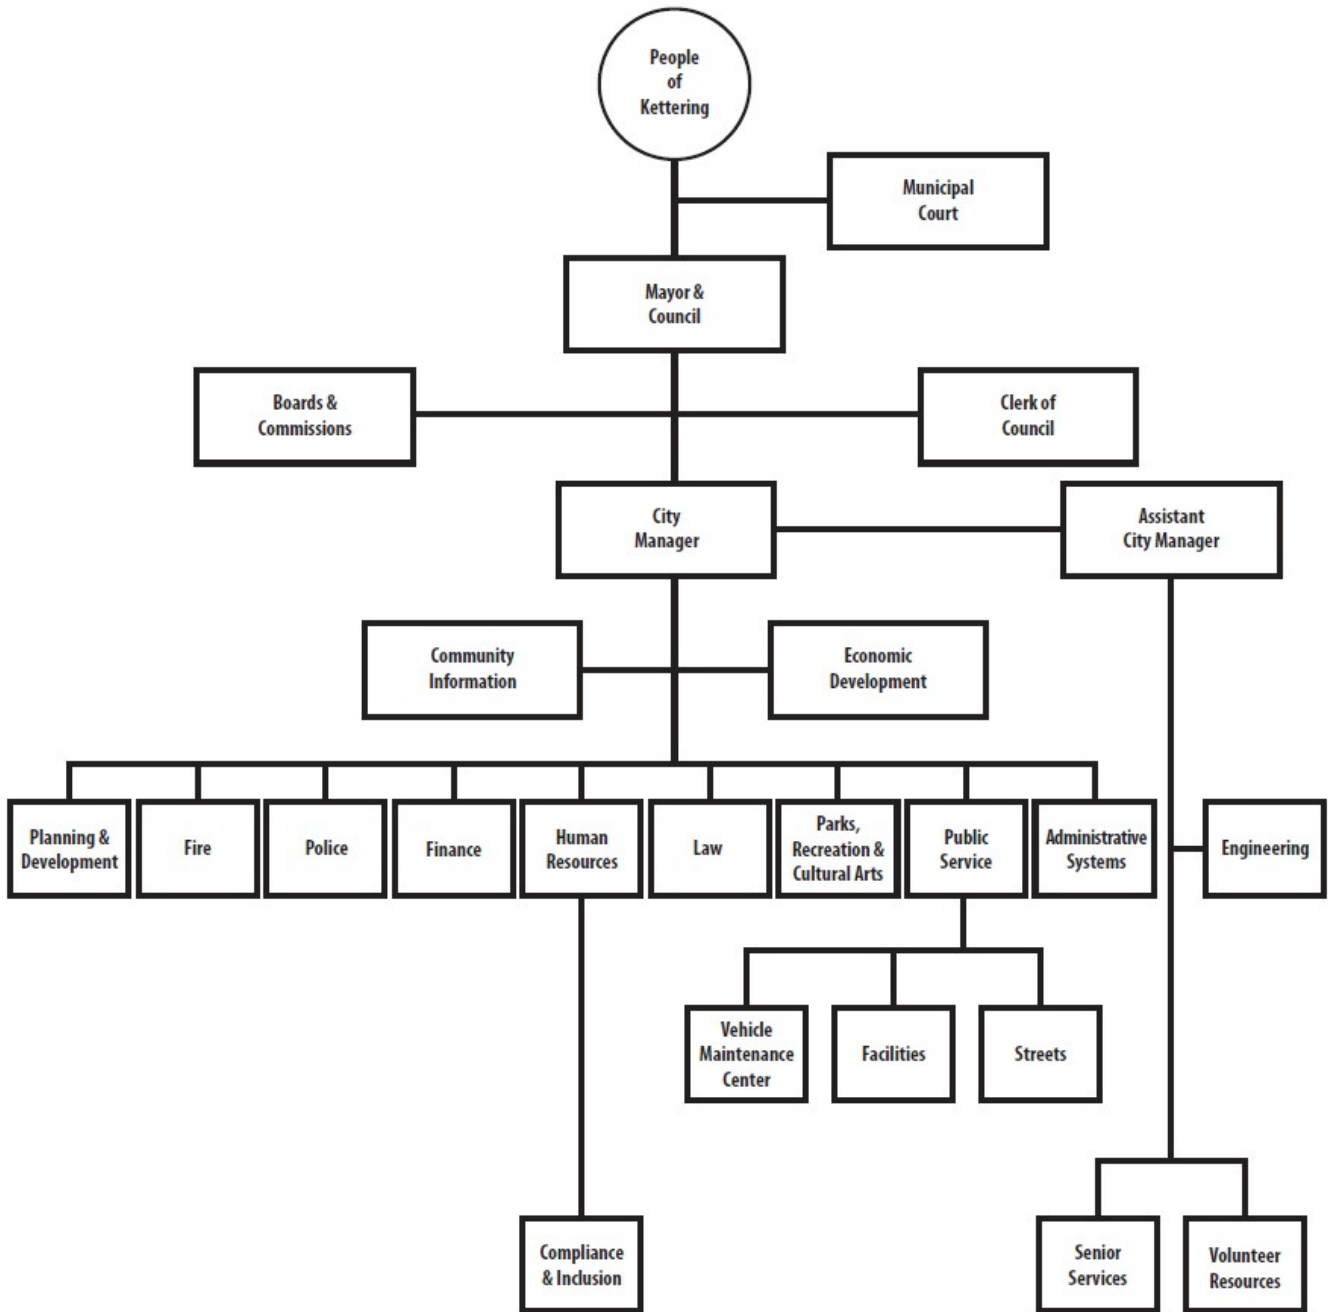 People
of
Kettering
Municipal
Court
Mayor &
Council
Boards &
Commissions
Clerk of
Council
City
Manager
Assistant
City Manager
Community
Information
Economic
Development
Planning &
Development
Fire
Police
Finance
Human
Resources
Law
Parks,
Recreation &
Cultural Arts
Public
Service
Administrative
Systems
Engineering
Vehicle
Maintenance
Center
Facilities
Streets
Compliance
& Inclusion
Senior
Services
Volunteer
Resources